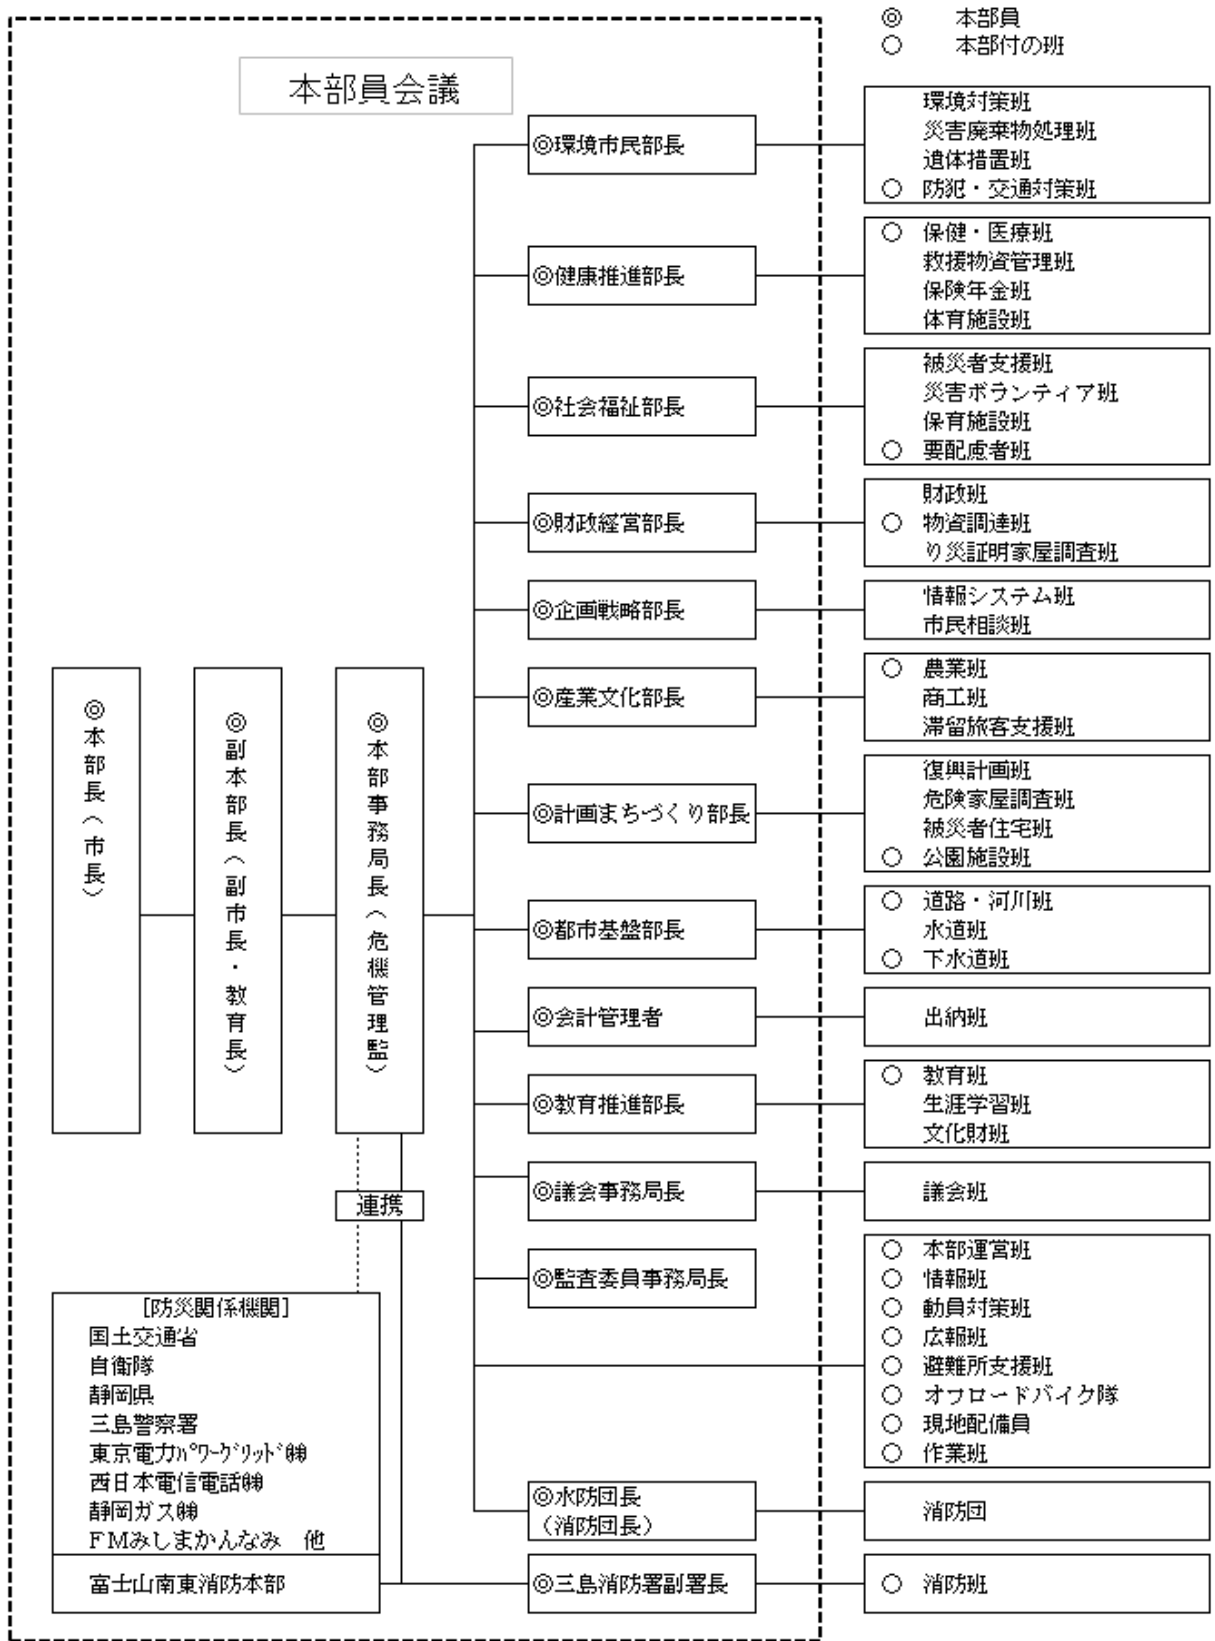 ◎ 本部員
○ 本部付の班
本部員会議
◎環境市民部長
環境対策班
災害廃棄物処理班
遺体措置班
○ 防犯・交通対策班
◎健康推進部長
○ 保健・医療班
救援物資管理班
保険年金班
体育施設班
◎社会福祉部長
被災者支援班
災害ボランティア班
保育施設班
○ 要配慮者班
◎財政経営部長
財政班
○ 物資調達班
り災証明家屋調査班
◎企画戦略部長
情報システム班
市民相談班
◎産業文化部長
○ 農業班
商工班
滞留旅客支援班
◎計画まちづくり部長
復興計画班
危険家屋調査班
被災者住宅班
○ 公園施設班
◎都市基盤部長
○ 道路・河川班
水道班
○ 下水道班
◎会計管理者
出納班
◎教育推進部長
○ 教育班
生涯学習班
文化財班
◎議会事務局長
議会班
◎監査委員事務局長
○ 本部運営班
○ 情報班
○ 動員対策班
○ 広報班
○ 避難所支援班
○ オフロードバイク隊
○ 現地配備員
○ 作業班
◎水防団長
（消防団長）
消防団
◎三島消防署副署長
○ 消防班
◎本部長（市長）
◎副本部長（副市長・教育長）
◎本部事務局長（危機管理監）
連携
[防災関係機関]
国土交通省
自衛隊
静岡県
三島警察署
東京電力ﾊﾟﾜｰｸﾞﾘｯﾄﾞ㈱
西日本電信電話㈱
静岡ガス㈱
ＦＭみしまかんなみ　他
富士山南東消防本部